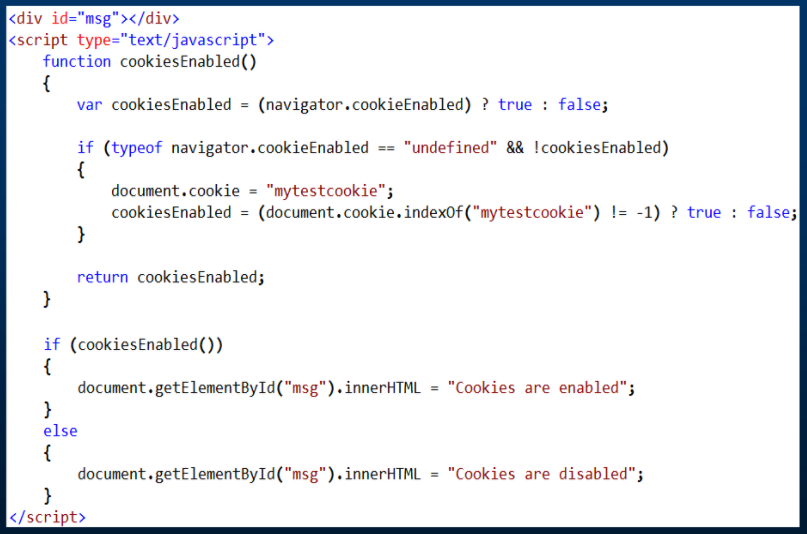 <div id="msg"></div>
<script type="text/javascript">
    function cookiesEnabled()
    {
        var cookiesEnabled = (navigator.cookieEnabled) ? true : false;

        if (typeof navigator.cookieEnabled == "undefined" && !cookiesEnabled)
        {
            document.cookie = "mytestcookie";
            cookiesEnabled = (document.cookie.indexOf("mytestcookie") != -1) ? true : false;
        }

        return cookiesEnabled;
    }

    if (cookiesEnabled())
    {
        document.getElementById("msg").innerHTML = "Cookies are enabled";
    }
    else
    {
        document.getElementById("msg").innerHTML = "Cookies are disabled";
    }
</script>